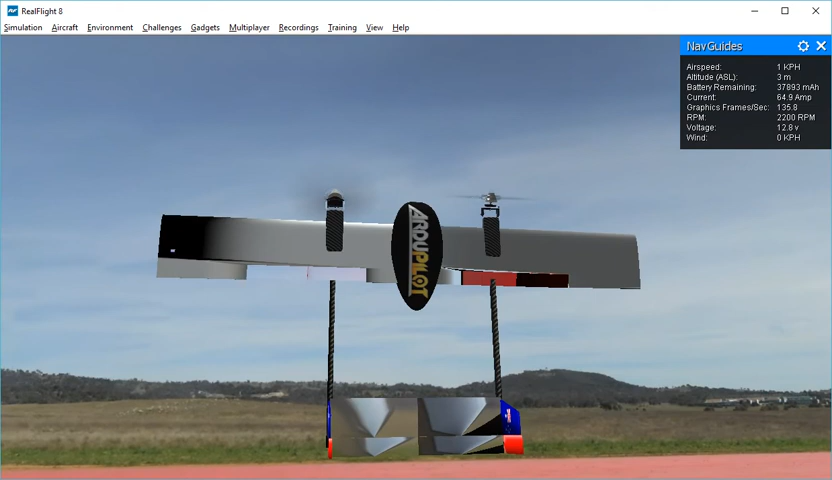 RealFlight 8
Simulation Aircraft Environment Challenges Gadgets Multiplayer Recordings Training View Help
NavGuides
Airspeed: 1 KPH
Altitude (ASL): 3 m
Battery Remaining: 37893 mAh
Current: 64.9 Amp
Graphics Frames/Sec: 135.8
RPM: 2200 RPM
Voltage: 12.8 v
Wind: 0 KPH
ARDUPILOT